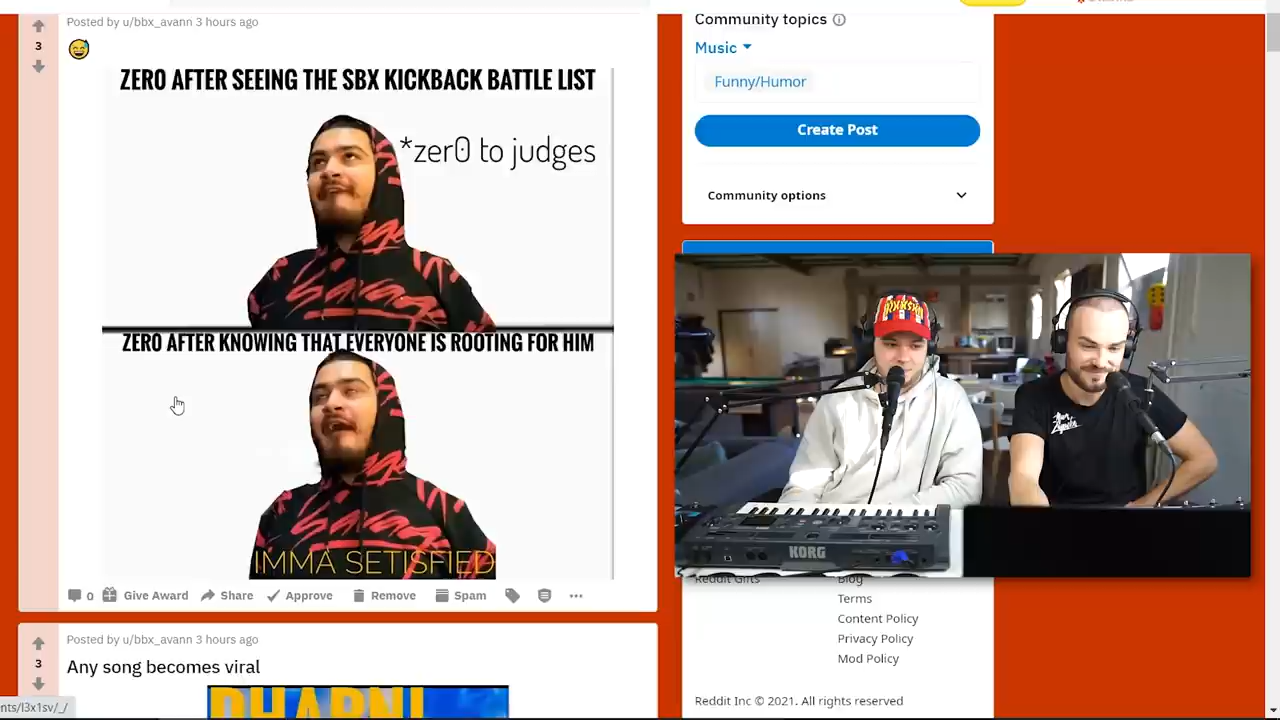 Posted by u/bbx_avann 3 hours ago
3
ZERO AFTER SEEING THE SBX KICKBACK BATTLE LIST
*zer0 to judges
ZERO AFTER KNOWING THAT EVERYONE IS ROOTING FOR HIM
IMMA SETISFIED
0 Give Award Share Approve Remove Spam
Posted by u/bbx_avann 3 hours ago
3
Any song becomes viral
DHARNI
ents/l3x1sv/_/
Community topics
Music
Funny/Humor
Create Post
Community options
KORG
Reddit Gifts
Blog
Terms
Content Policy
Privacy Policy
Mod Policy
Reddit Inc © 2021. All rights reserved